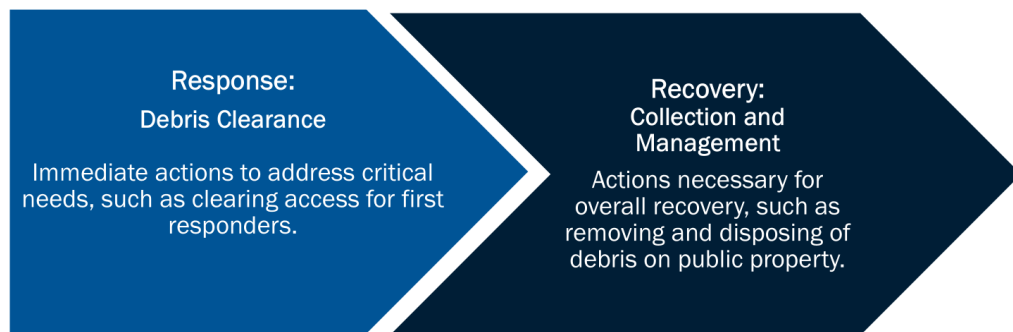 Response:
Debris Clearance
Immediate actions to address critical
needs, such as clearing access for first
responders.
Recovery:
Collection and
Management
Actions necessary for
overall recovery, such as
removing and disposing of
debris on public property.